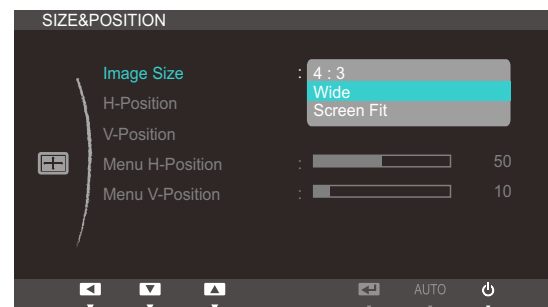 SIZE&POSITION
Image Size : 4 : 3
Wide
H-Position
Screen Fit
V-Position
Menu H-Position : 50
Menu V-Position : 10
AUTO